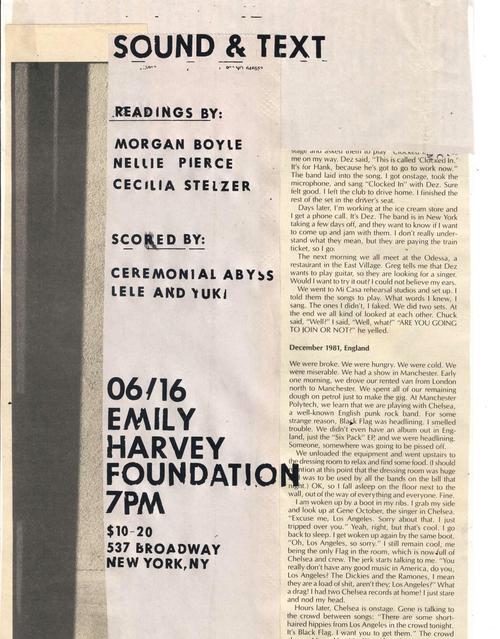 SOUND & TEXT
READINGS BY:
MORGAN BOYLE
NELLIE PIERCE
CECILIA STELZER
SCORED BY:
CEREMONIAL ABYSS
LELE AND YUKI
06/16
EMILY
HARVEY
FOUNDATION
7PM
$10-20
537 BROADWAY
NEW YORK, NY
stage and asked them to play "Clocked
me on my way. Dez said, "This is called 'Clocked In.'
It's for Hank, because he's got to go to work now."
The band laid into the song. I got onstage, took the
microphone, and sang "Clocked In" with Dez. Sure
felt good. I left the club to drive home. I finished the
rest of the set in the driver's seat.
Days later, I'm working at the ice cream store and
I get a phone call. It's Dez. The band is in New York
taking a few days off, and they want to know if I want
to come up and jam with them. I don't really under-
stand what they mean, but they are paying the train
ticket, so I go.
The next morning we all meet at the Odessa, a
restaurant in the East Village. Greg tells me that Dez
wants to play guitar, so they are looking for a singer.
Would I want to try it out? I could not believe my ears.
We went to Mi Casa rehearsal studios and set up. I
told them the songs to play. What words I knew, I
sang. The ones I didn't, I faked. We did two sets. At
the end we all kind of looked at each other. Chuck
said, "Well?" I said, "Well, what?" "ARE YOU GOING
TO JOIN OR NOT?" he yelled.
December 1981, England
We were broke. We were hungry. We were cold. We
were miserable. We had a show in Manchester. Early
one morning, we drove our rented van from London
north to Manchester. We spent all of our remaining
dough on petrol just to make the gig. At Manchester
Polytech, we learn that we are playing with Chelsea,
a well-known English punk rock band. For some
strange reason, Black Flag was headlining. I smelled
trouble. We didn't even have an album out in Eng-
land, just the "Six Pack" EP, and we were headlining.
Someone, somewhere was going to be pissed off.
We unloaded the equipment and went upstairs to
the dressing room to relax and find some food. (I should
tion at this point that the dressing room was huge
was to be used by all the bands on the bill that
night.) OK, so I fall asleep on the floor next to the
wall, out of the way of everything and everyone. Fine.
I am woken up by a boot in my ribs. I grab my side
and look up at Gene October, the singer in Chelsea.
"Excuse me, Los Angeles. Sorry about that. I just
tripped over you." Yeah, right, but that's cool. I go
back to sleep. I get woken up again by the same boot.
"Oh, Los Angeles, so sorry." I still remain cool, me
being the only Flag in the room, which is now full of
Chelsea and crew. The jerk starts talking to me. "You
really don't have any good music in America, do you,
Los Angeles! The Dickies and the Ramones, I mean
they are a load of shit, aren't they; Los Angeles!" What
a drag! I had two Chelsea records at home! I just stare
and nod my head.
Hours later, Chelsea is onstage. Gene is talking to
the crowd between songs: "There are some short-
haired hippies from Los Angeles in the crowd tonight.
It's Black Flag. I want you to get them." The crowd